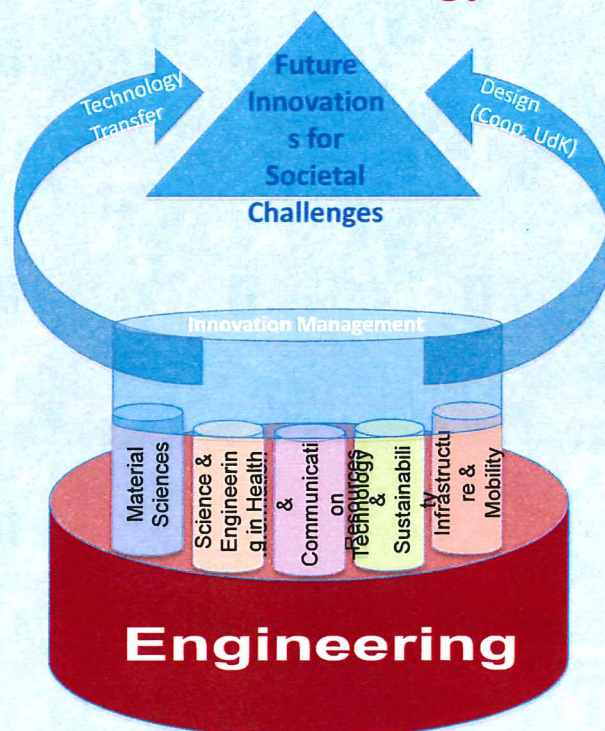 Future
Innovation
s for
Societal
Challenges
Technology
Transfer
Design
(Coop. UdK)
Innovation Management
Material
Sciences
Science &
Engineerin
g in Health
&
Communicati
on
Technology
Resources
&
Sustainabili
ty
Infrastructu
re &
Mobility
Engineering